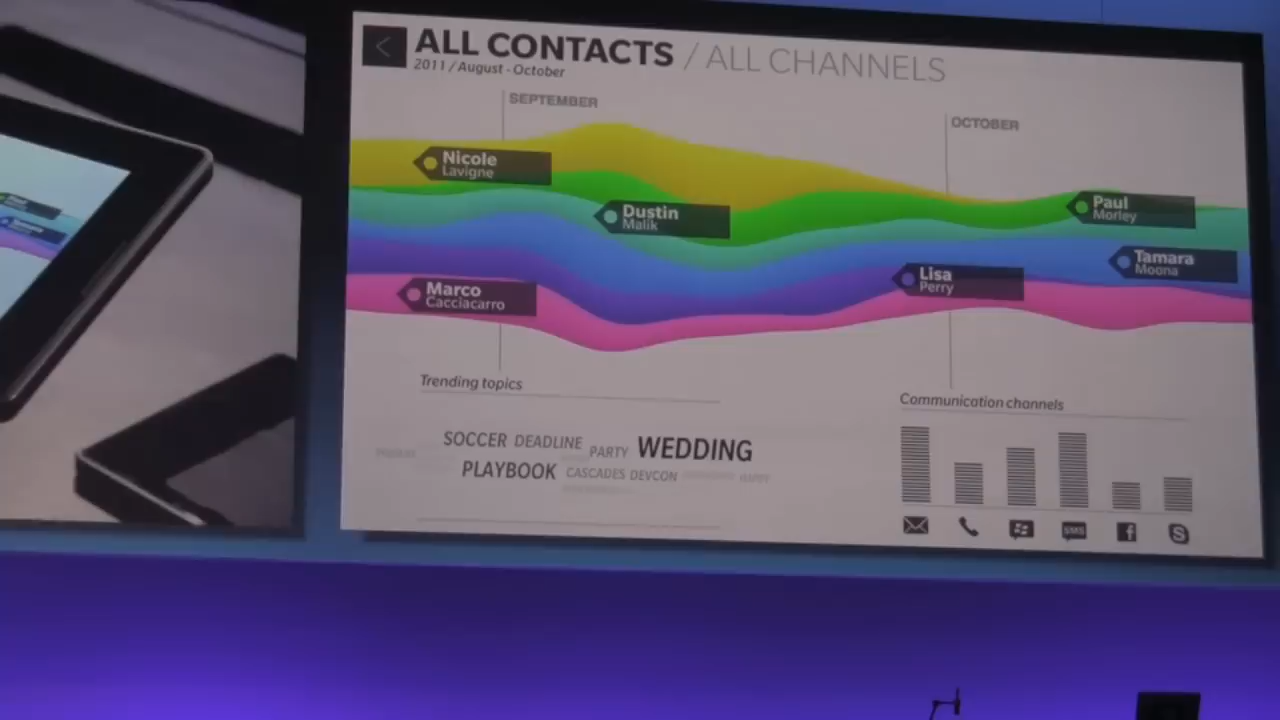 ALL CONTACTS / ALL CHANNELS
2011 / August - October
SEPTEMBER
OCTOBER
Nicole
Lavigne
Dustin
Malik
Paul
Morley
Tamara
Moona
Lisa
Perry
Marco
Cacciacarro
Trending topics
Communication channels
SOCCER DEADLINE PARTY WEDDING
PLAYBOOK CASCADES DEVCON
SMS